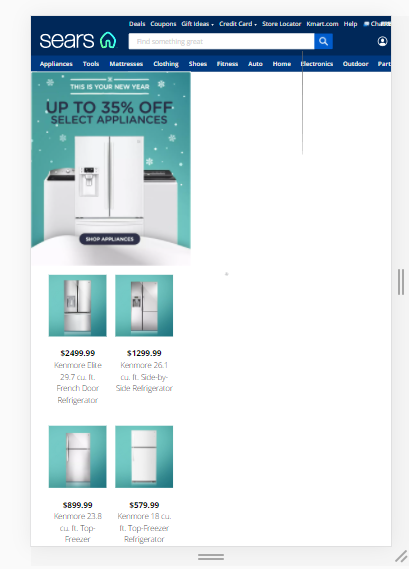 Deals Coupons Gift Ideas Credit Card Store Locator Kmart.com Help
sears
Find something great
Appliances Tools Mattresses Clothing Shoes Fitness Auto Home Electronics Outdoor
THIS IS YOUR NEW YEAR
UP TO 35% OFF
SELECT APPLIANCES
SHOP APPLIANCES
$2499.99 $1299.99
Kenmore Elite Kenmore 26.1
29.7 cu. ft. cu. ft. Side-by-
French Door Side Refrigerator
Refrigerator
$899.99 $579.99
Kenmore 23.8 Kenmore 18 cu.
cu. ft. Top- ft. Top-Freezer
Freezer Refrigerator